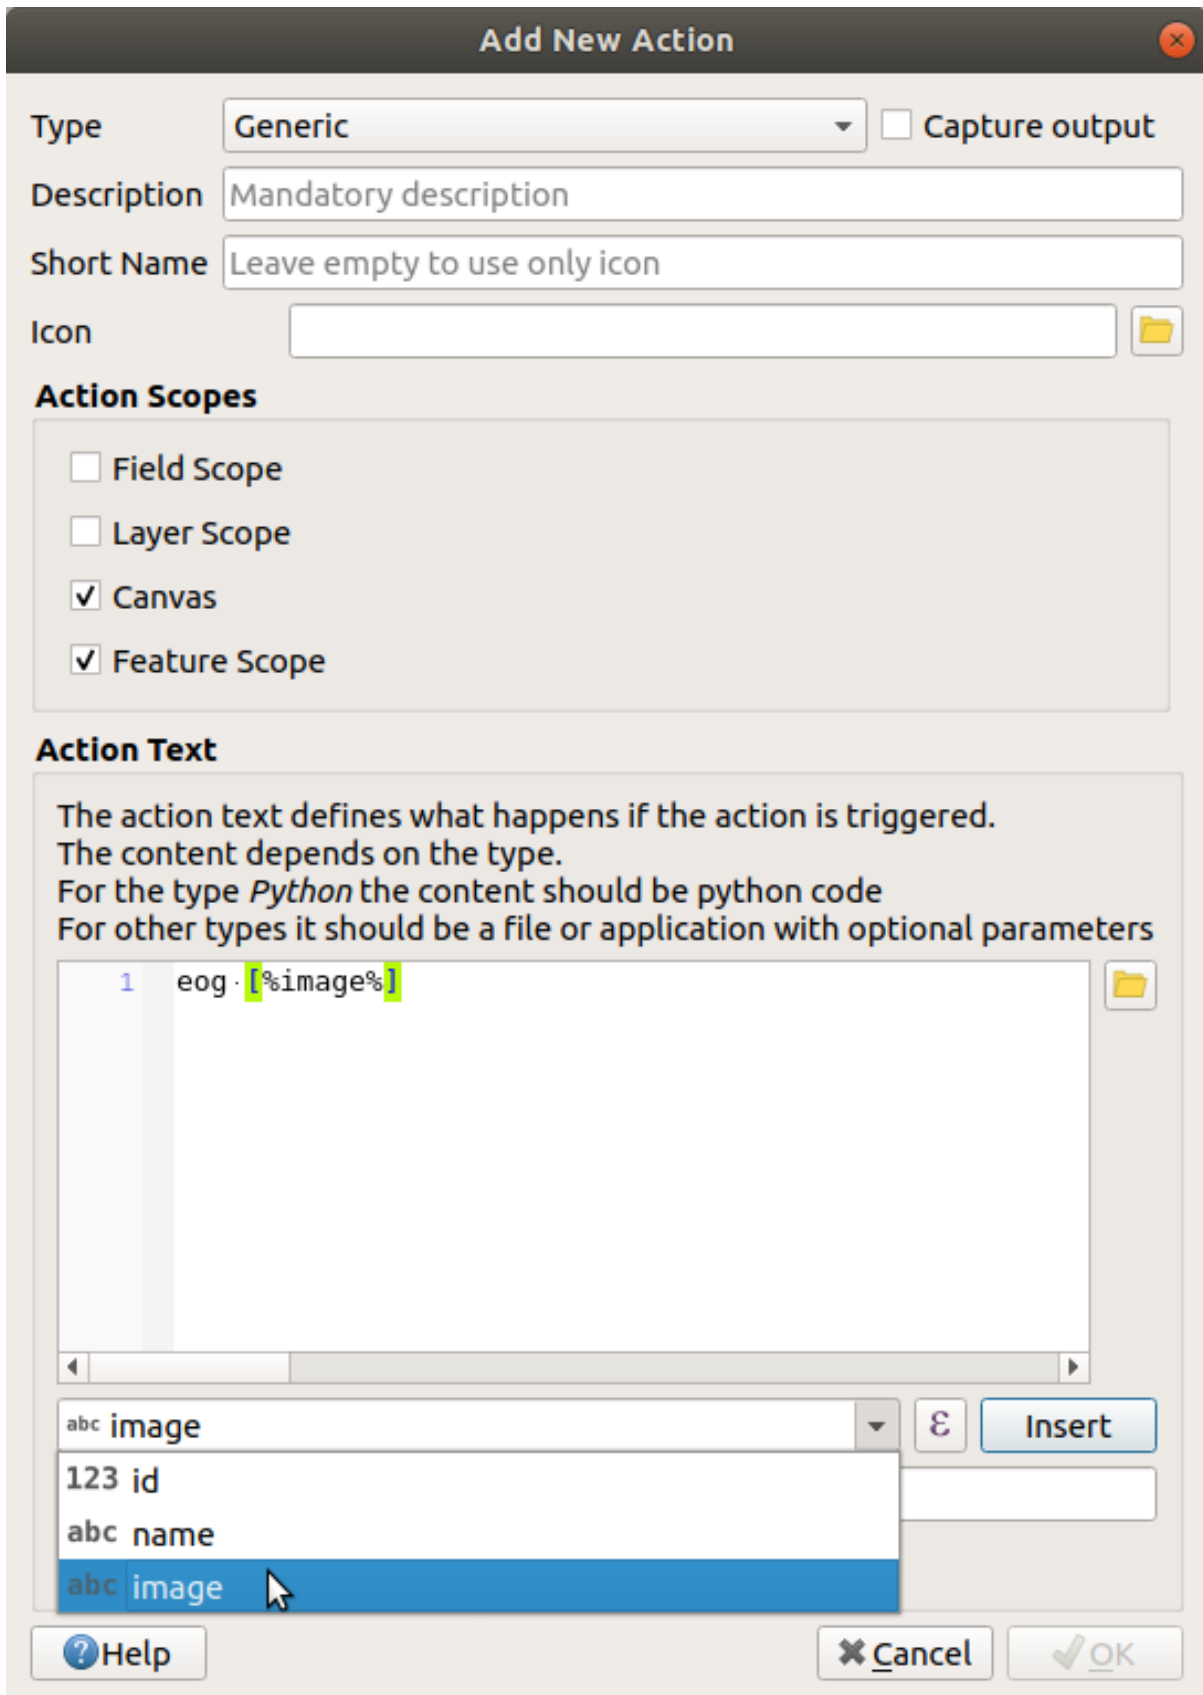 Add New Action
Type Generic Capture output
Description Mandatory description
Short Name Leave empty to use only icon
Icon
Action Scopes
Field Scope
Layer Scope
Canvas
Feature Scope
Action Text
The action text defines what happens if the action is triggered.
The content depends on the type.
For the type Python the content should be python code
For other types it should be a file or application with optional parameters
1 eog·[%image%]
abc image ε Insert
123 id
abc name
abc image
?Help Cancel OK